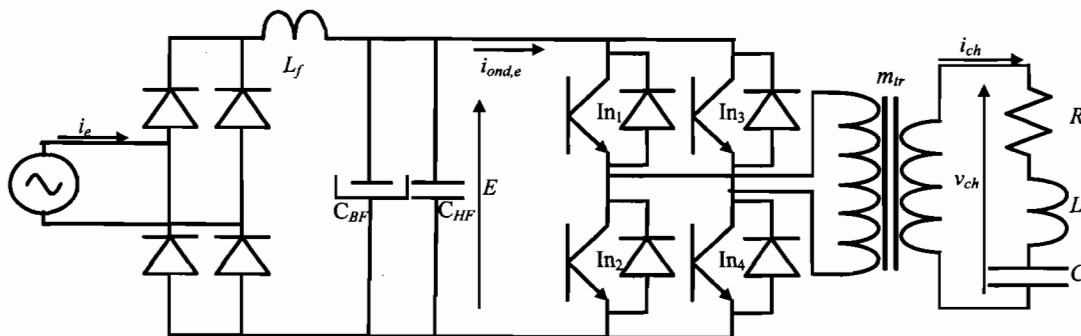 L_f
i_e
C_BF
C_HF
i_ond,e
E
In_1
In_2
In_3
In_4
m_tr
i_ch
v_ch
R
L
C